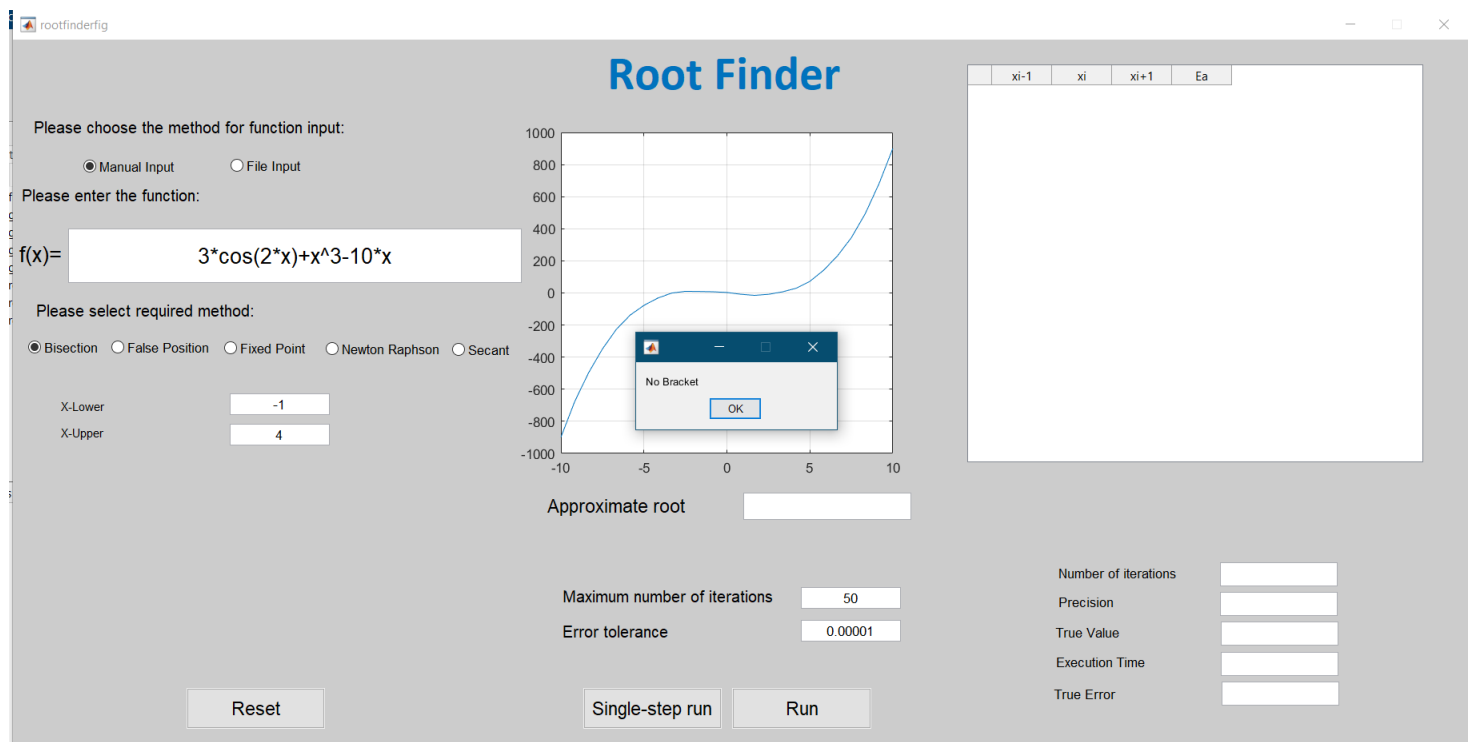 rootfinderfig
Root Finder
Please choose the method for function input:
Manual Input File Input
Please enter the function:
f(x)= 3*cos(2*x)+x^3-10*x
Please select required method:
Bisection False Position Fixed Point Newton Raphson Secant
X-Lower -1
X-Upper 4
1000
800
600
400
200
0
-200
-400
-600
-800
-1000
-10 -5 0 5 10
No Bracket
OK
Approximate root
Maximum number of iterations 50
Error tolerance 0.00001
Reset
Single-step run
Run
xi-1 xi xi+1 Ea
Number of iterations
Precision
True Value
Execution Time
True Error